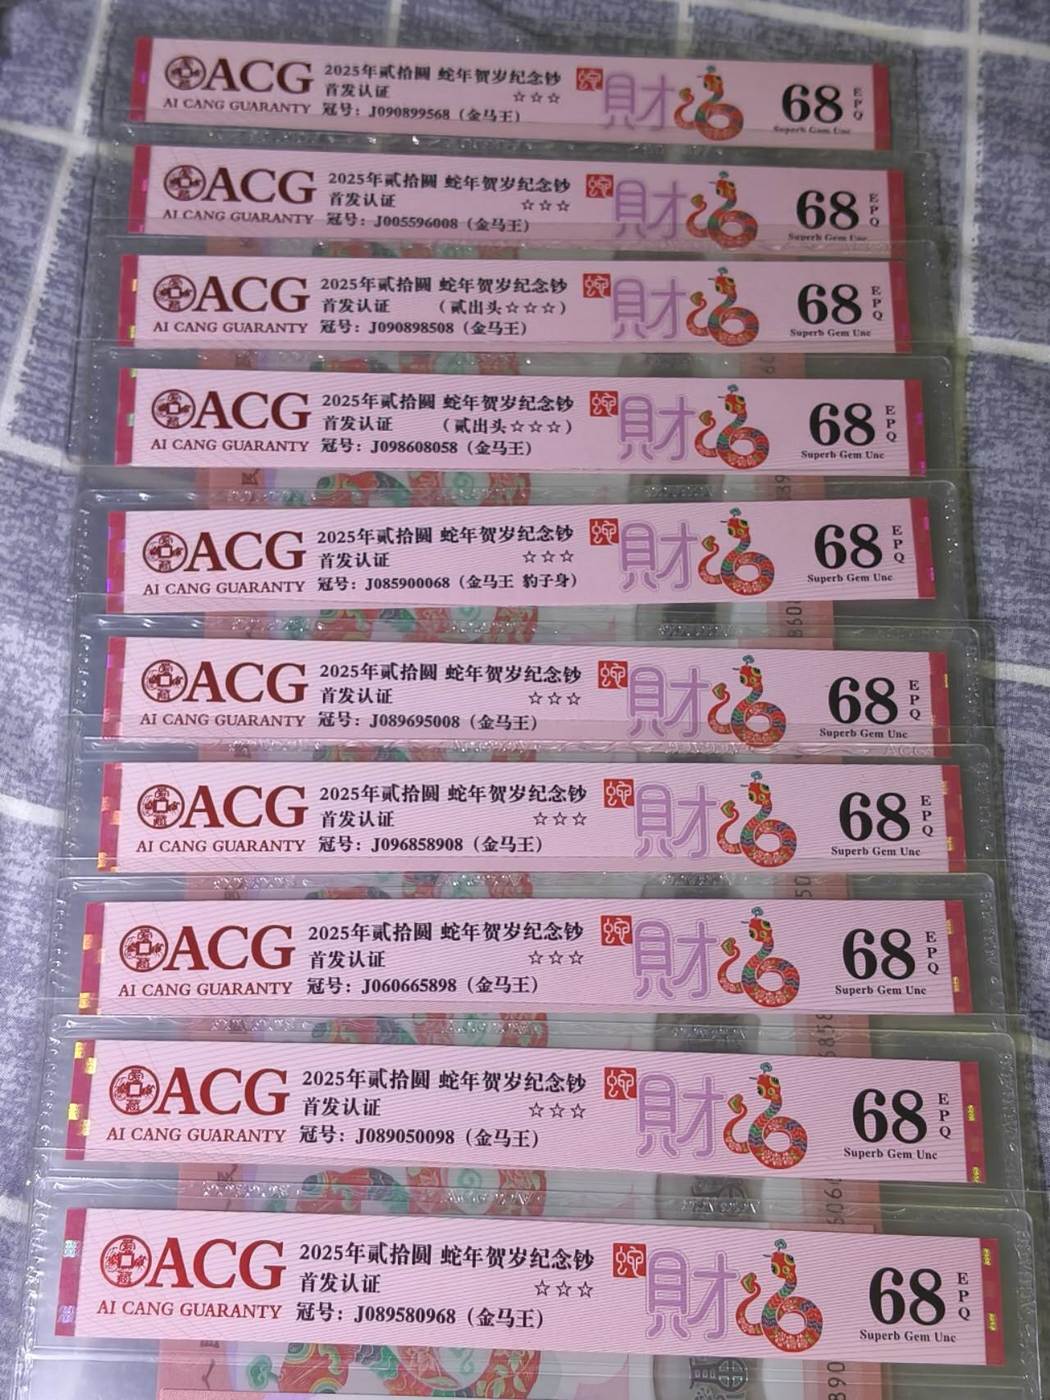 ACG
AI CANG GUARANTY
2025年贰拾圆 蛇年贺岁纪念钞
首发认证 ☆☆☆
冠号：J090899568（金马王）
蛇
財
68
EPQ
Superb Gem Unc
ACG
AI CANG GUARANTY
2025年贰拾圆 蛇年贺岁纪念钞
首发认证 ☆☆☆
冠号：J005596008（金马王）
蛇
財
68
EPQ
Superb Gem Unc
ACG
AI CANG GUARANTY
2025年贰拾圆 蛇年贺岁纪念钞
首发认证 （贰出头☆☆☆）
冠号：J090898508（金马王）
蛇
財
68
EPQ
Superb Gem Unc
ACG
AI CANG GUARANTY
2025年贰拾圆 蛇年贺岁纪念钞
首发认证 （贰出头☆☆☆）
冠号：J098608058（金马王）
蛇
財
68
EPQ
Superb Gem Unc
ACG
AI CANG GUARANTY
2025年贰拾圆 蛇年贺岁纪念钞
首发认证 ☆☆☆
冠号：J085900068（金马王 豹子身）
蛇
財
68
EPQ
Superb Gem Unc
ACG
AI CANG GUARANTY
2025年贰拾圆 蛇年贺岁纪念钞
首发认证 ☆☆☆
冠号：J089695008（金马王）
蛇
財
68
EPQ
Superb Gem Unc
ACG
AI CANG GUARANTY
2025年贰拾圆 蛇年贺岁纪念钞
首发认证 ☆☆☆
冠号：J096858908（金马王）
蛇
財
68
EPQ
Superb Gem Unc
ACG
AI CANG GUARANTY
2025年贰拾圆 蛇年贺岁纪念钞
首发认证 ☆☆☆
冠号：J060665898（金马王）
蛇
財
68
EPQ
Superb Gem Unc
ACG
AI CANG GUARANTY
2025年贰拾圆 蛇年贺岁纪念钞
首发认证 ☆☆☆
冠号：J089050098（金马王）
蛇
財
68
EPQ
Superb Gem Unc
ACG
AI CANG GUARANTY
2025年贰拾圆 蛇年贺岁纪念钞
首发认证 ☆☆☆
冠号：J089580968（金马王）
蛇
財
68
EPQ
Superb Gem Unc